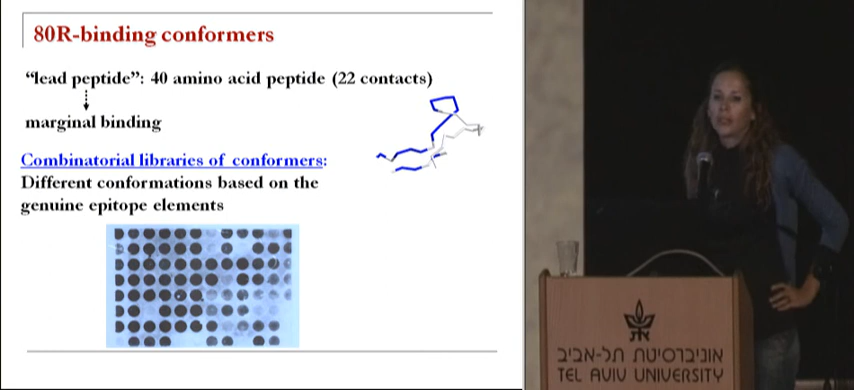 80R-binding conformers
“lead peptide”: 40 amino acid peptide (22 contacts)
marginal binding
Combinatorial libraries of conformers:
Different conformations based on the
genuine epitope elements
אוניברסיטת תל-אביב
TEL AVIV UNIVERSITY